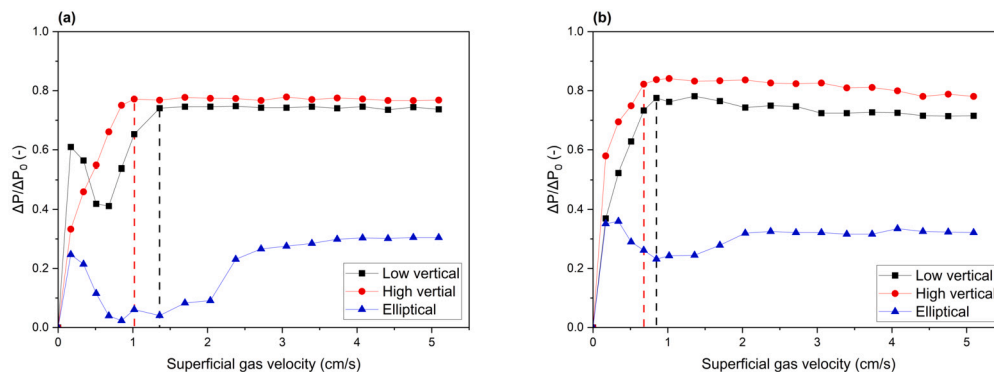 (a)
1.0
0.8
0.6
0.4
0.2
0.0
ΔP/ΔP₀ (-)
0 1 2 3 4 5
Superficial gas velocity (cm/s)
Low vertical
High vertial
Elliptical
(b)
1.0
0.8
0.6
0.4
0.2
0.0
ΔP/ΔP₀ (-)
0 1 2 3 4 5
Superficial gas velocity (cm/s)
Low vertical
High vertical
Elliptical